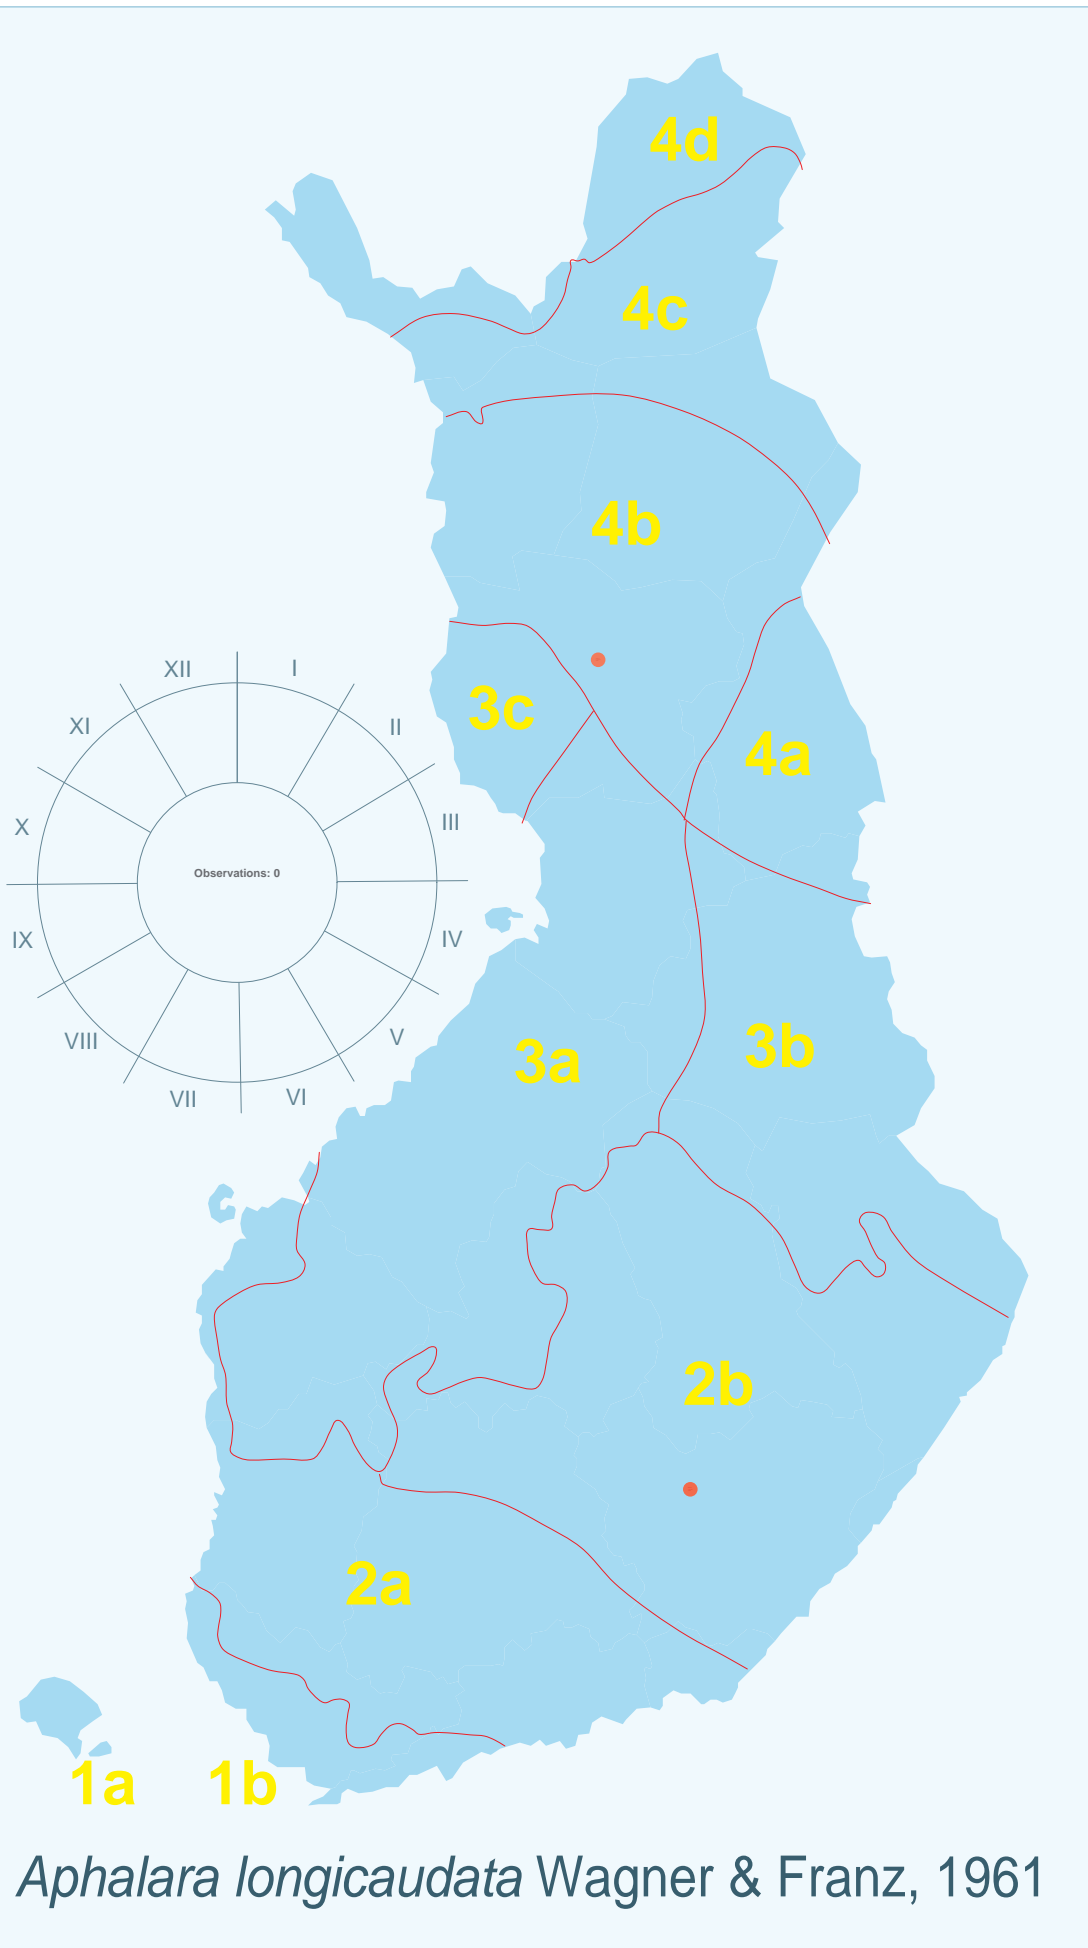 4d
4c
4b
3c
4a
XII
I
XI
II
X
III
Observations: 0
IX
IV
VIII
V
VII
VI
3a
3b
2b
2a
1a
1b
Aphalara longicaudata Wagner & Franz, 1961